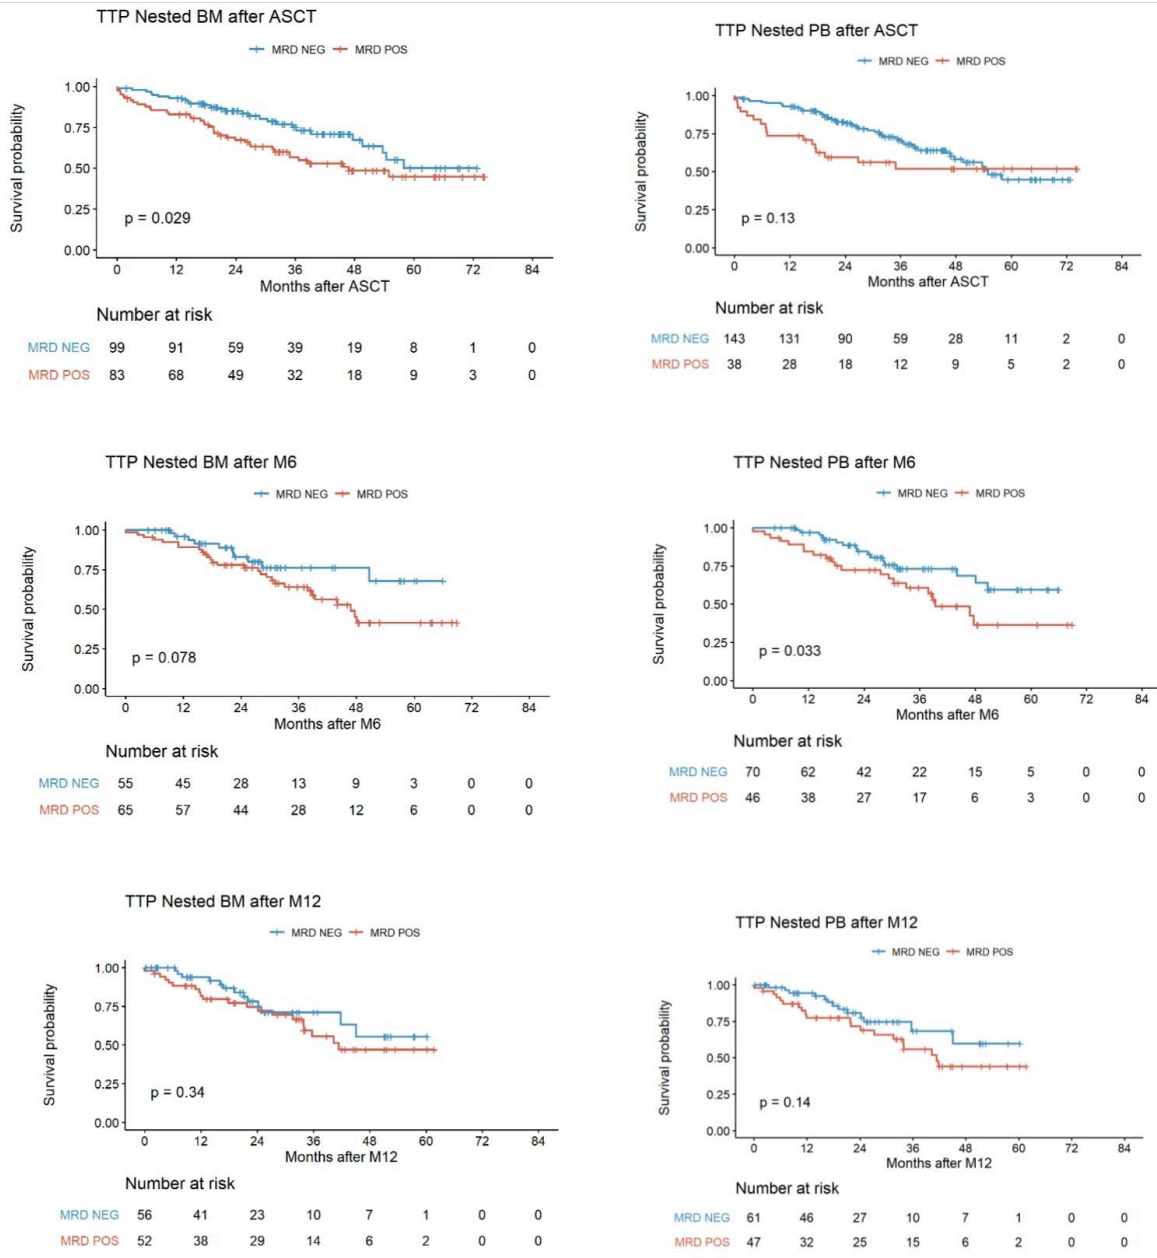 TTP Nested BM after ASCT
MRD NEG MRD POS
Survival probability
1.00
0.75
0.50
0.25
0.00
p = 0.029
0 12 24 36 48 60 72 84
Months after ASCT
Number at risk
MRD NEG 99 91 59 39 19 8 1 0
MRD POS 83 68 49 32 18 9 3 0
TTP Nested PB after ASCT
MRD NEG MRD POS
Survival probability
1.00
0.75
0.50
0.25
0.00
p = 0.13
0 12 24 36 48 60 72 84
Months after ASCT
Number at risk
MRD NEG 143 131 90 59 28 11 2 0
MRD POS 38 28 18 12 9 5 2 0
TTP Nested BM after M6
MRD NEG MRD POS
Survival probability
1.00
0.75
0.50
0.25
0.00
p = 0.078
0 12 24 36 48 60 72 84
Months after M6
Number at risk
MRD NEG 55 45 28 13 9 3 0 0
MRD POS 65 57 44 28 12 6 0 0
TTP Nested PB after M6
MRD NEG MRD POS
Survival probability
1.00
0.75
0.50
0.25
0.00
p = 0.033
0 12 24 36 48 60 72 84
Months after M6
Number at risk
MRD NEG 70 62 42 22 15 5 0 0
MRD POS 46 38 27 17 6 3 0 0
TTP Nested BM after M12
MRD NEG MRD POS
Survival probability
1.00
0.75
0.50
0.25
0.00
p = 0.34
0 12 24 36 48 60 72 84
Months after M12
Number at risk
MRD NEG 56 41 23 10 7 1 0 0
MRD POS 52 38 29 14 6 2 0 0
TTP Nested PB after M12
MRD NEG MRD POS
Survival probability
1.00
0.75
0.50
0.25
0.00
p = 0.14
0 12 24 36 48 60 72 84
Months after M12
Number at risk
MRD NEG 61 46 27 10 7 1 0 0
MRD POS 47 32 25 15 6 2 0 0